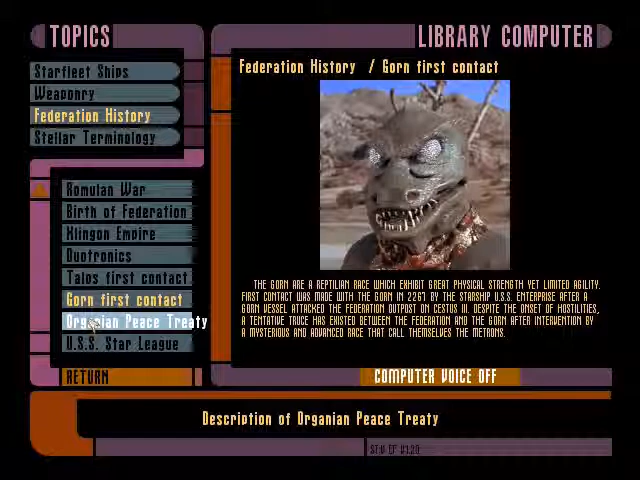 TOPICS
LIBRARY COMPUTER
Starfleet Ships
Weaponry
Federation History
Stellar Terminology
Federation History / Gorn first contact
Romulan War
Birth of Federation
Klingon Empire
Duotronics
Talos first contact
Gorn first contact
Organian Peace Treaty
U.S.S. Star League
THE GORN ARE A REPTILIAN RACE WHICH EXHIBIT GREAT PHYSICAL STRENGTH YET LIMITED AGILITY.
FIRST CONTACT WAS MADE WITH THE GORN IN 2267 BY THE STARSHIP U.S.S. ENTERPRISE AFTER A
GORN VESSEL ATTACKED THE FEDERATION OUTPOST ON CESTUS III. DESPITE THE ONSET OF HOSTILITIES,
A TENTATIVE TRUCE HAS EXISTED BETWEEN THE FEDERATION AND THE GORN AFTER INTERVENTION BY
A MYSTERIOUS AND ADVANCED RACE THAT CALL THEMSELVES THE METRONS.
RETURN
COMPUTER VOICE OFF
Description of Organian Peace Treaty